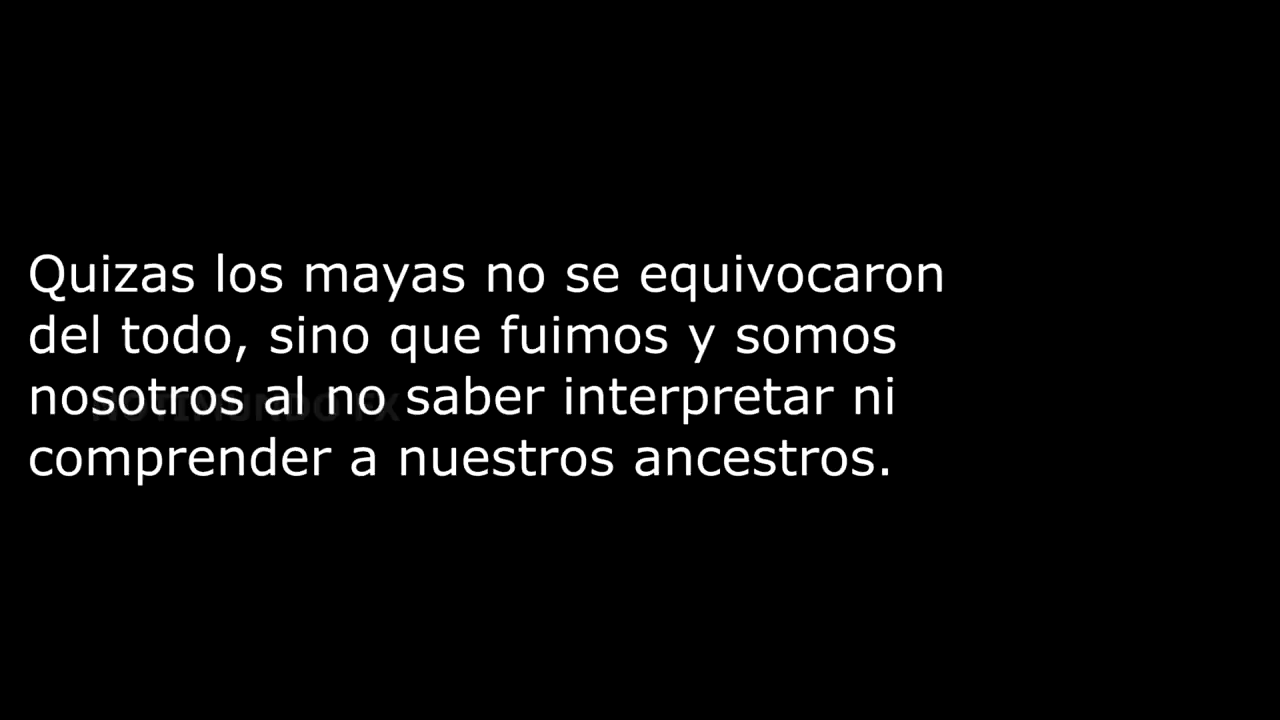 Quizas los mayas no se equivocaron
del todo, sino que fuimos y somos
nosotros al no saber interpretar ni
comprender a nuestros ancestros.